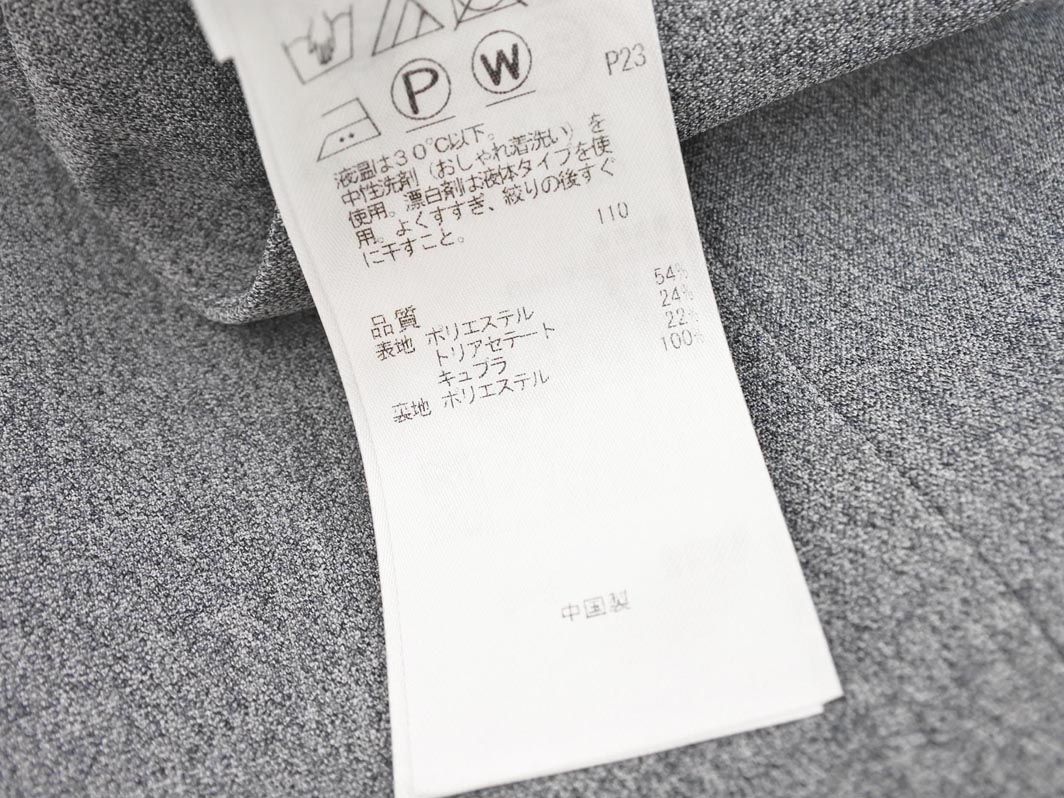 P W P23
液温は30℃以下。
中性洗剤（おしゃれ着洗い）を
使用。漂白剤は液体タイプを使
用。よくすすぎ、絞りの後すぐ
に干すこと。
110
品質
表地 ポリエステル 54%
トリアセテート 24%
キュプラ 22%
裏地 ポリエステル 100%
中国製